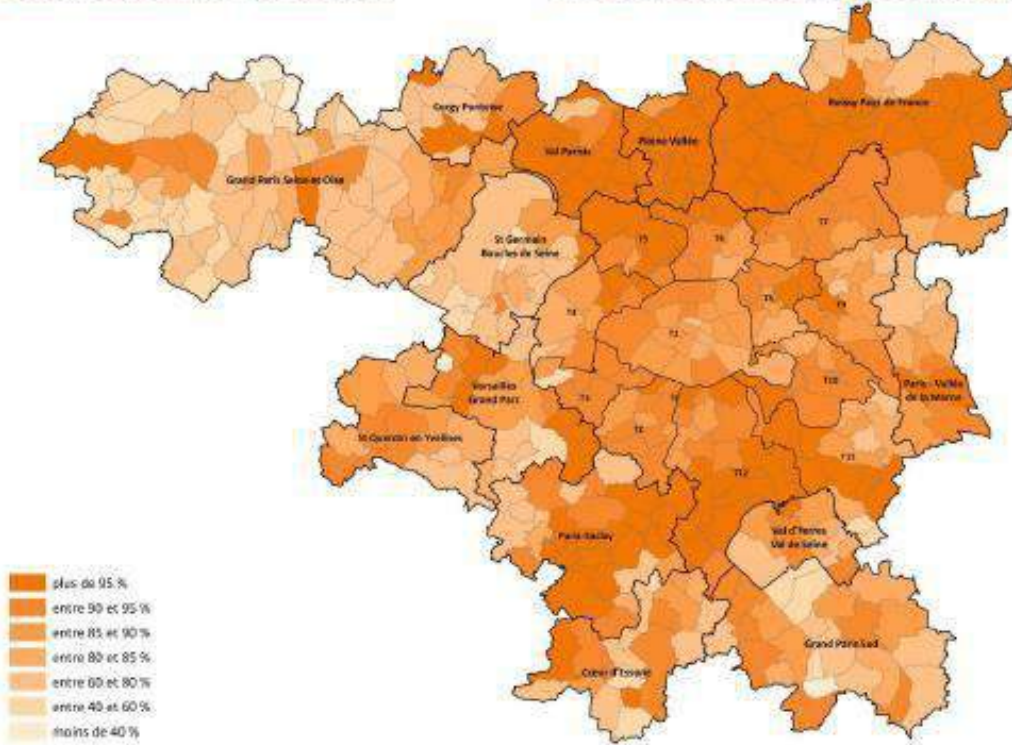 Cergy Pontoise
Roissy Pays de France
Plaine Vallée
Val Parisis
Grand Paris Seine et Oise
T7
T5
T6
St Germain
Boucles de Seine
T9
T4
Paris - Vallée
de la Marne
T10
Versailles
Grand Parc
T3
St Quentin en Yvelines
T11
T12
Paris-Saclay
Val d'Yerres
Val de Seine
Grand Paris Sud
Cœur d'Essonne
plus de 95 %
entre 90 et 95 %
entre 85 et 90 %
entre 80 et 85 %
entre 60 et 80 %
entre 40 et 60 %
moins de 40 %